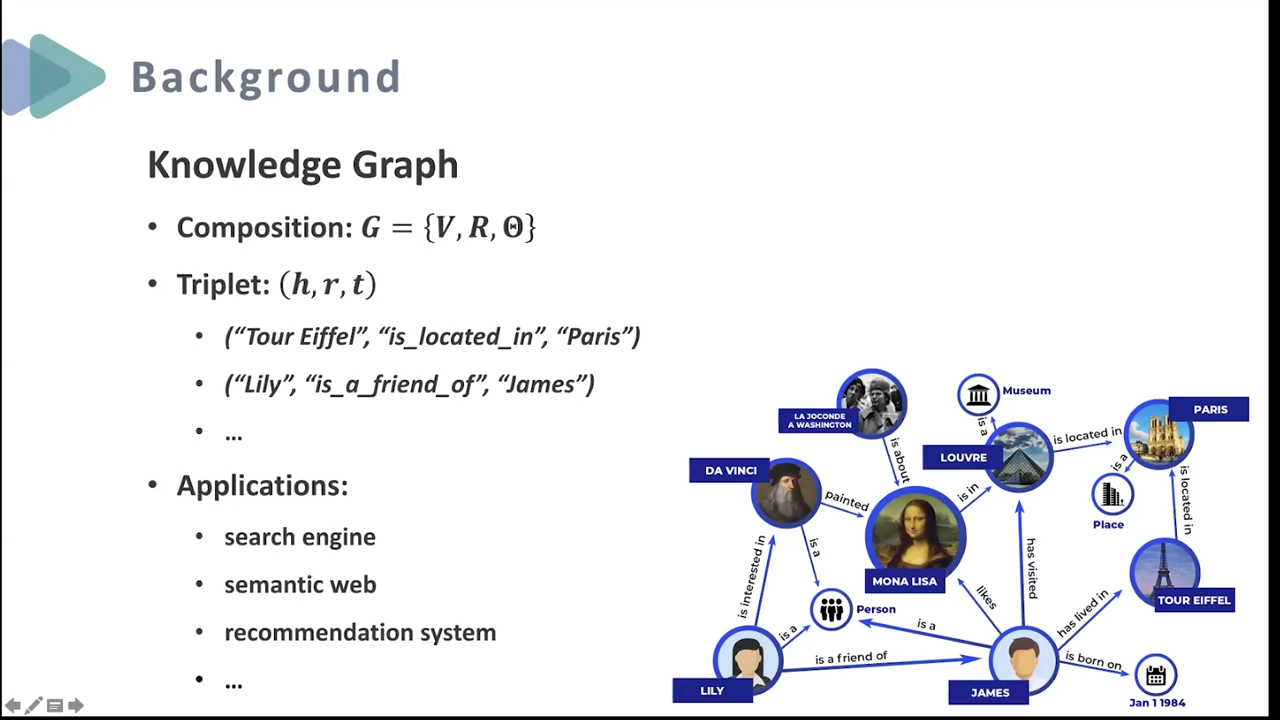 Background
Knowledge Graph
• Composition: G = {V, R, Θ}
• Triplet: (h, r, t)
• (“Tour Eiffel”, “is_located_in”, “Paris”)
• (“Lily”, “is_a_friend_of”, “James”)
• ...
• Applications:
• search engine
• semantic web
• recommendation system
• ...
LA JOCONDE
A WASHINGTON
Museum
PARIS
is a
is located in
is about
LOUVRE
is a
DA VINCI
painted
is in
is located in
Place
is a
MONA LISA
has visited
is interested in
likes
TOUR EIFFEL
Person
has lived in
is a
is a
is a friend of
is born on
LILY
JAMES
Jan 1 1984